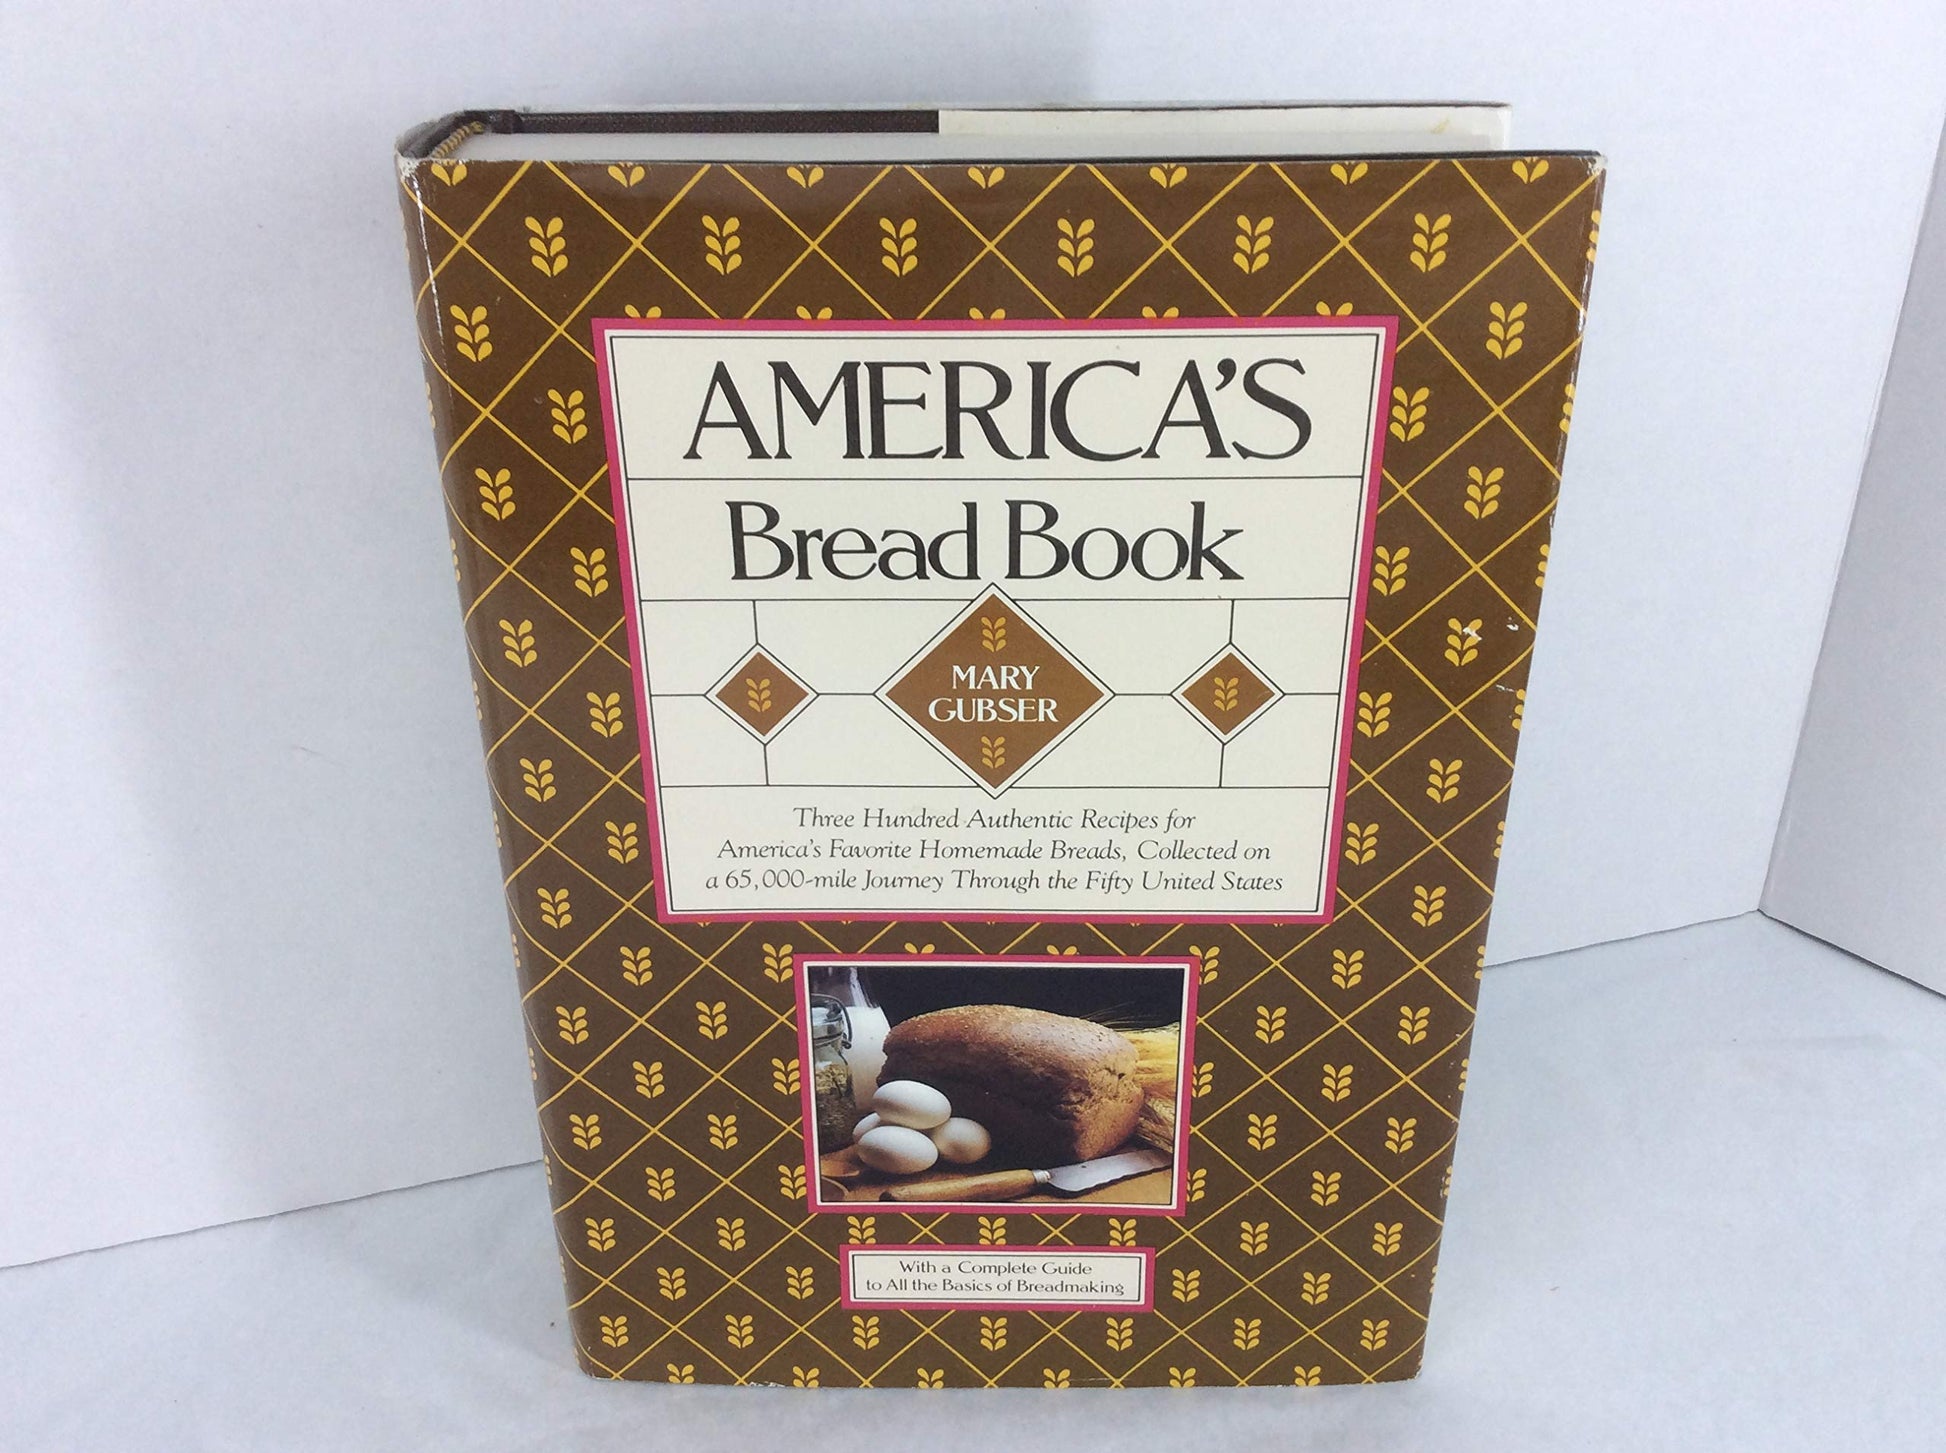 AMERICA'S
Bread Book
MARY
GUBSER
Three Hundred Authentic Recipes for
America's Favorite Homemade Breads, Collected on
a 65,000-mile Journey Through the Fifty United States
With a Complete Guide
to All the Basics of Breadmaking